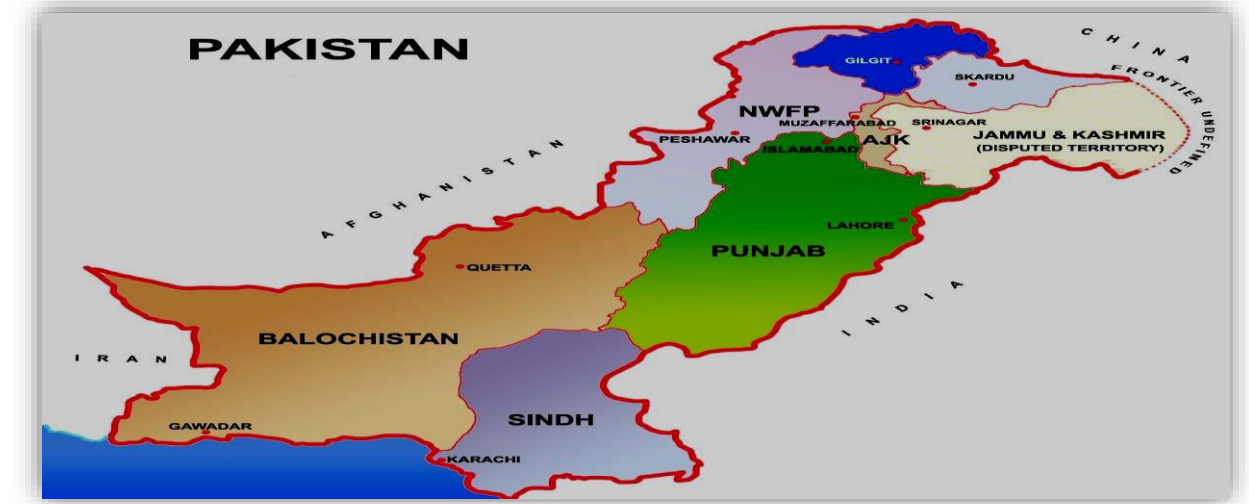 PAKISTAN
CHINA
FRONTIER UNDEFINED
GILGIT
SKARDU
NWFP
MUZAFFARABAD
SRINAGAR
PESHAWAR
ISLAMABAD
AJK
JAMMU & KASHMIR
(DISPUTED TERRITORY)
AFGHANISTAN
LAHORE
PUNJAB
QUETTA
INDIA
BALOCHISTAN
IRAN
SINDH
GAWADAR
KARACHI